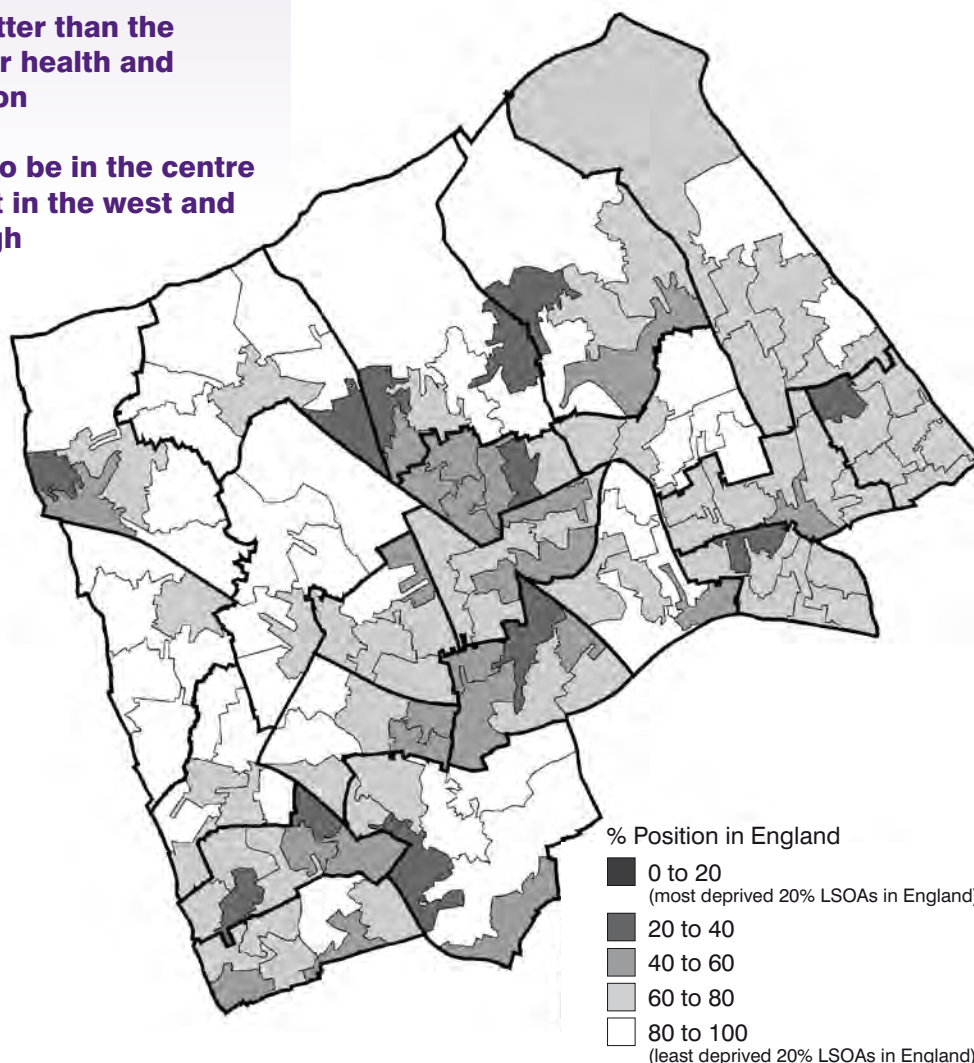 tter than the
r health and
on
o be in the centre
t in the west and
gh
% Position in England
0 to 20
(most deprived 20% LSOAs in England)
20 to 40
40 to 60
60 to 80
80 to 100
(least deprived 20% LSOAs in England)